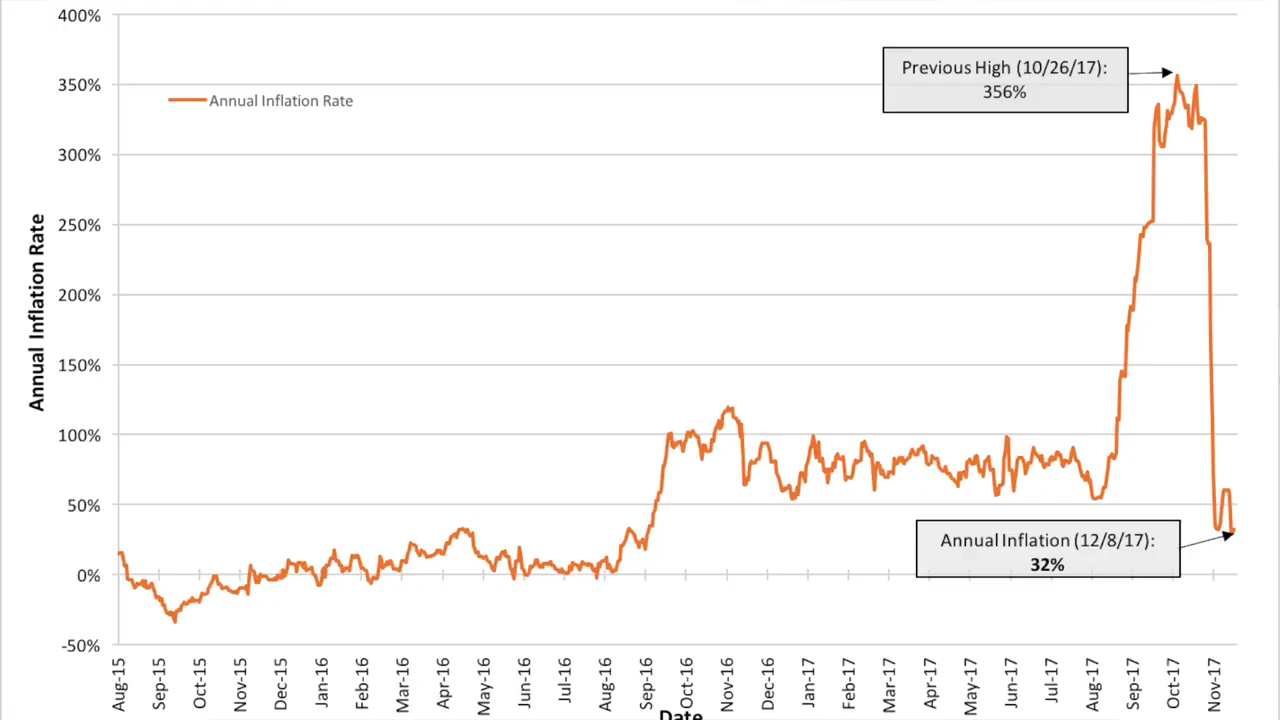 400%
Previous High (10/26/17):
356%
350%
Annual Inflation Rate
300%
250%
Annual Inflation Rate
200%
150%
100%
50%
Annual Inflation (12/8/17):
32%
0%
-50%
Aug-15 Sep-15 Oct-15 Nov-15 Dec-15 Jan-16 Feb-16 Mar-16 Apr-16 May-16 Jun-16 Jul-16 Aug-16 Sep-16 Oct-16 Nov-16 Dec-16 Jan-17 Feb-17 Mar-17 Apr-17 May-17 Jun-17 Jul-17 Aug-17 Sep-17 Oct-17 Nov-17
Date